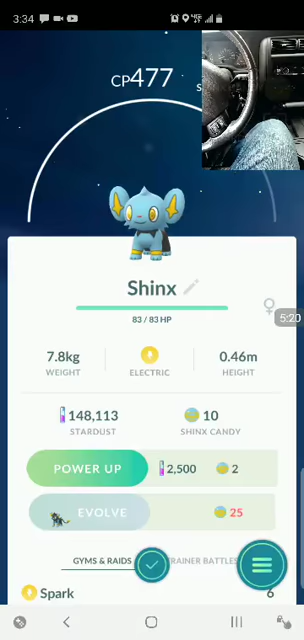 3:34
CP477
S
Shinx
83 / 83 HP
5:20
7.8kg
WEIGHT
ELECTRIC
0.46m
HEIGHT
148,113
STARDUST
10
SHINX CANDY
POWER UP
2,500
2
EVOLVE
25
GYMS & RAIDS
TRAINER BATTLES
Spark
6